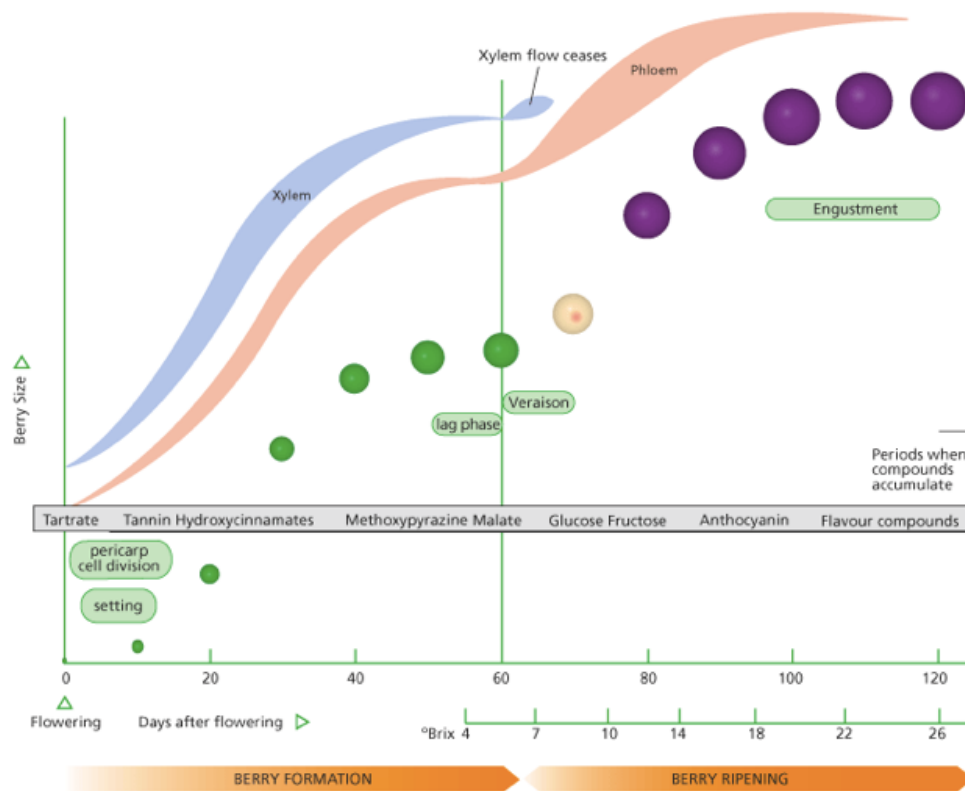 Xylem flow ceases
Phloem
Xylem
Engustment
Berry Size
Veraison
lag phase
Periods when
compounds
accumulate
Tartrate Tannin Hydroxycinnamates Methoxypyrazine Malate Glucose Fructose Anthocyanin Flavour compounds
pericarp
cell division
setting
0 20 40 60 80 100 120
Flowering
Days after flowering
°Brix 4 7 10 14 18 22 26
BERRY FORMATION BERRY RIPENING